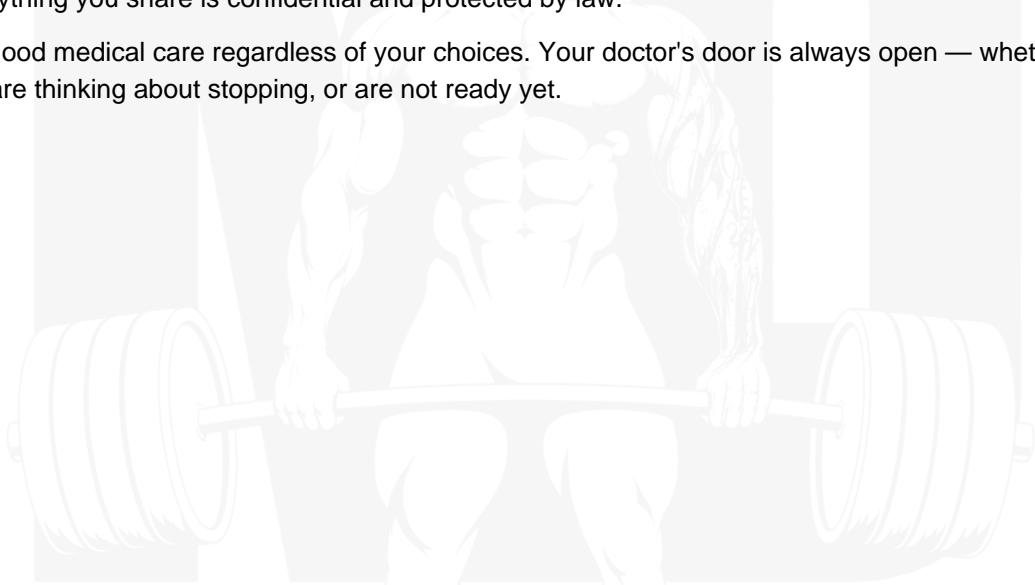 ything you share is confidential and protected by law.
ood medical care regardless of your choices. Your doctor's door is always open — whet
are thinking about stopping, or are not ready yet.